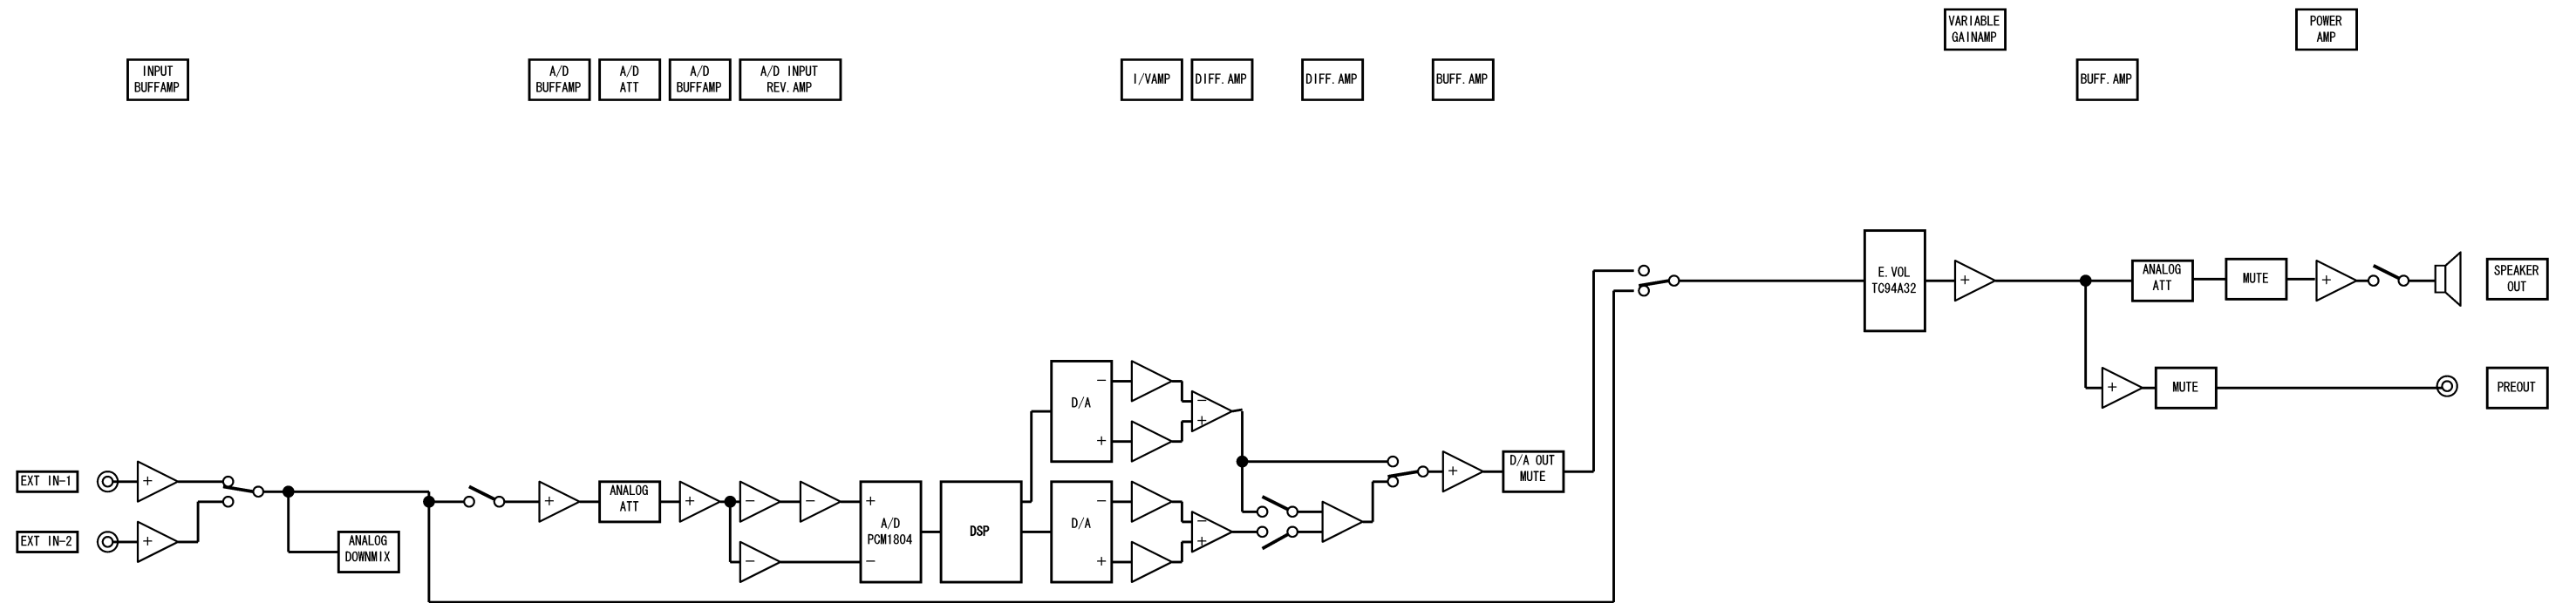 VARIABLE
GAINAMP
POWER
AMP
INPUT
BUFFAMP
A/D
BUFFAMP
A/D
ATT
A/D
BUFFAMP
A/D INPUT
REV.AMP
I/VAMP
DIFF.AMP
DIFF.AMP
BUFF.AMP
BUFF.AMP
E.VOL
TC94A32
+
ANALOG
ATT
MUTE
+
SPEAKER
OUT
+
MUTE
PREOUT
D/A
−
+
−
+
EXT IN-1
+
EXT IN-2
+
ANALOG
DOWNMIX
+
ANALOG
ATT
+
−
−
−
+
A/D
PCM1804
−
DSP
−
D/A
+
−
+
+
D/A OUT
MUTE